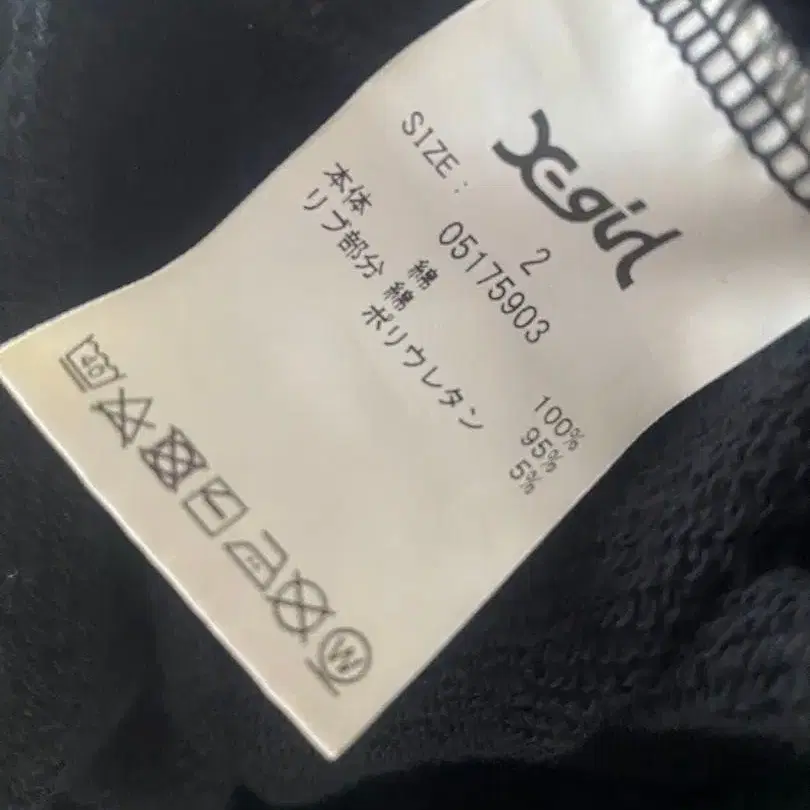 X-girl
SIZE: 2
05175903
本体 綿 100%
リブ部分 綿 95%
ポリウレタン 5%
40
W